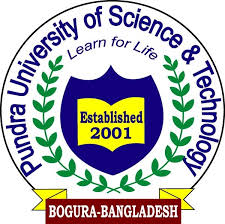 Pundra University of Science & Technology
Learn for Life
Established
2001
BOGURA-BANGLADESH